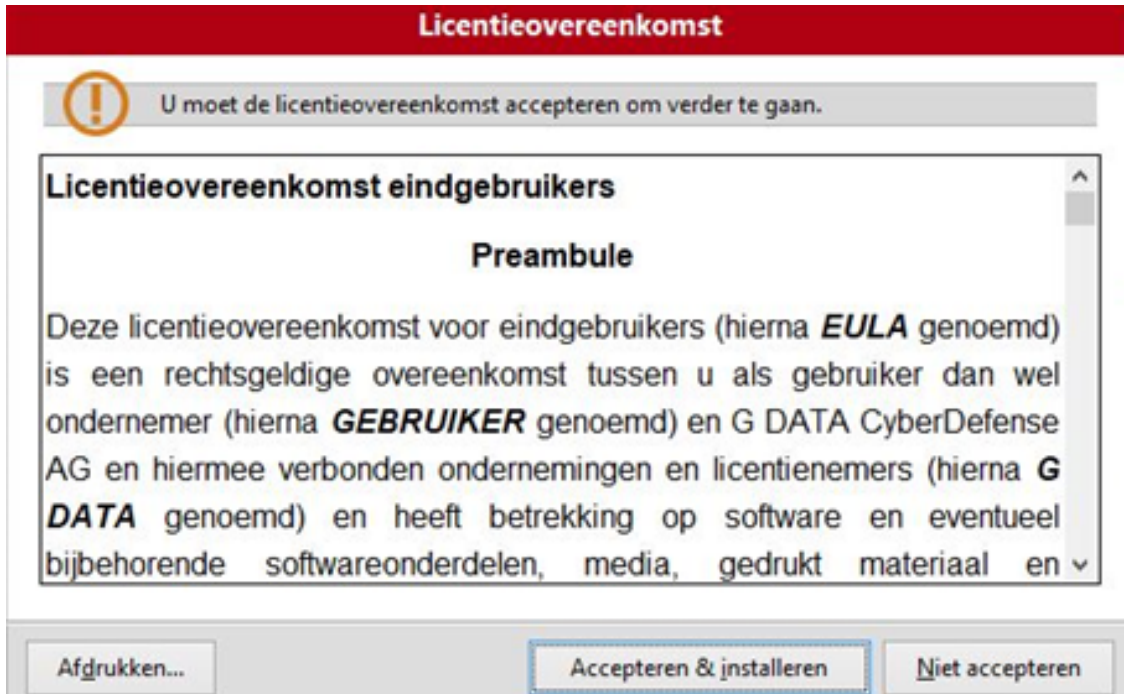 Licentieovereenkomst
U moet de licentieovereenkomst accepteren om verder te gaan.
Licentieovereenkomst eindgebruikers
Preambule
Deze licentieovereenkomst voor eindgebruikers (hierna EULA genoemd)
is een rechtsgeldige overeenkomst tussen u als gebruiker dan wel
ondernemer (hierna GEBRUIKER genoemd) en G DATA CyberDefense
AG en hiermee verbonden ondernemingen en licentienemers (hierna G
DATA genoemd) en heeft betrekking op software en eventueel
bijbehorende softwareonderdelen, media, gedrukt materiaal en
Afdrukken... Accepteren & installeren Niet accepteren